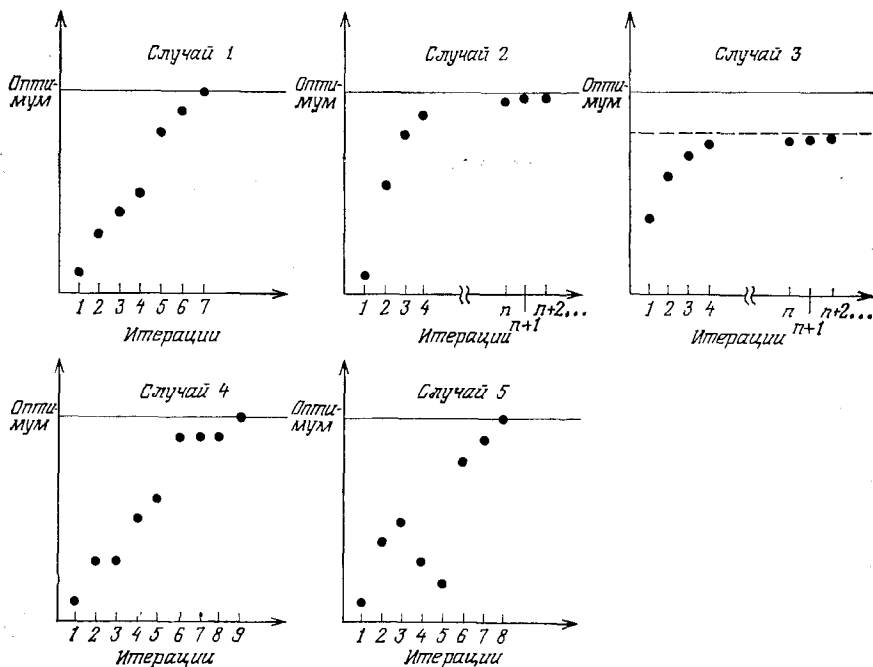 Случай 1
Опти-
мум
1 2 3 4 5 6 7
Итерации
Случай 2
Опти-
мум
1 2 3 4 n n+1 n+2...
Итерации
Случай 3
Опти-
мум
1 2 3 4 n n+1 n+2...
Итерации
Случай 4
Опти-
мум
1 2 3 4 5 6 7 8 9
Итерации
Случай 5
Опти-
мум
1 2 3 4 5 6 7 8
Итерации